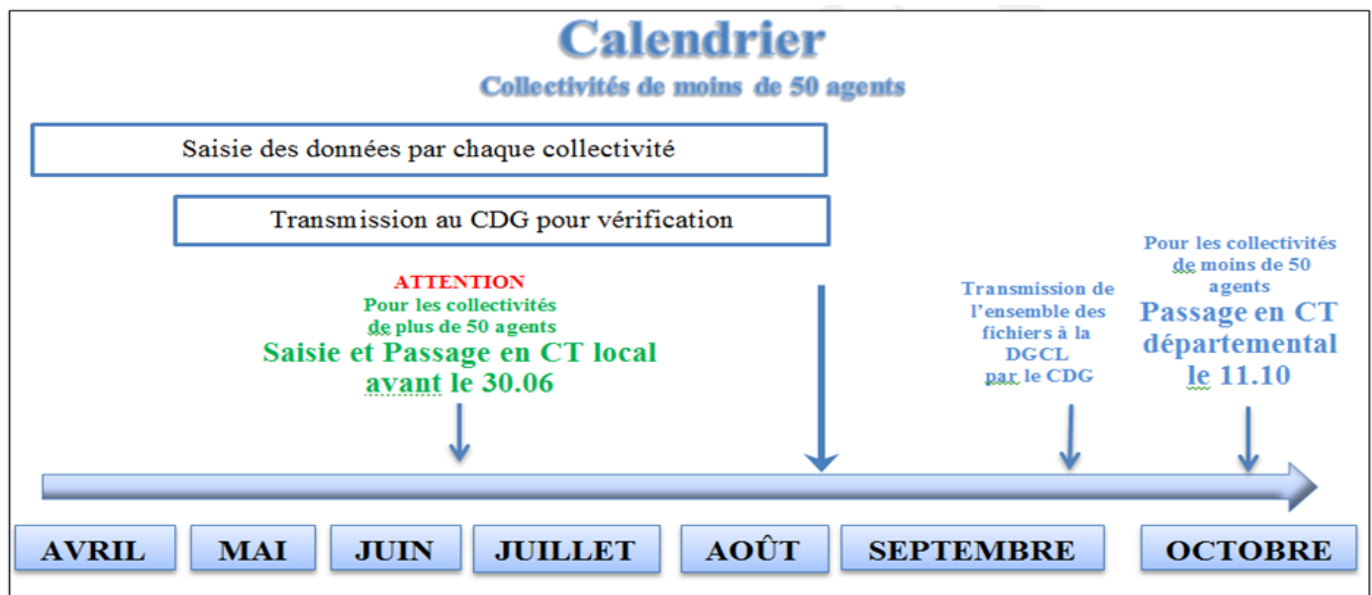 Calendrier
Collectivités de moins de 50 agents
Saisie des données par chaque collectivité
Transmission au CDG pour vérification
ATTENTION
Pour les collectivités
de plus de 50 agents
Saisie et Passage en CT local
avant le 30.06
Transmission de
l'ensemble des
fichiers à la
DGCL
par le CDG
Pour les collectivités
de moins de 50
agents
Passage en CT
départemental
le 11.10
AVRIL
MAI
JUIN
JUILLET
AOÛT
SEPTEMBRE
OCTOBRE